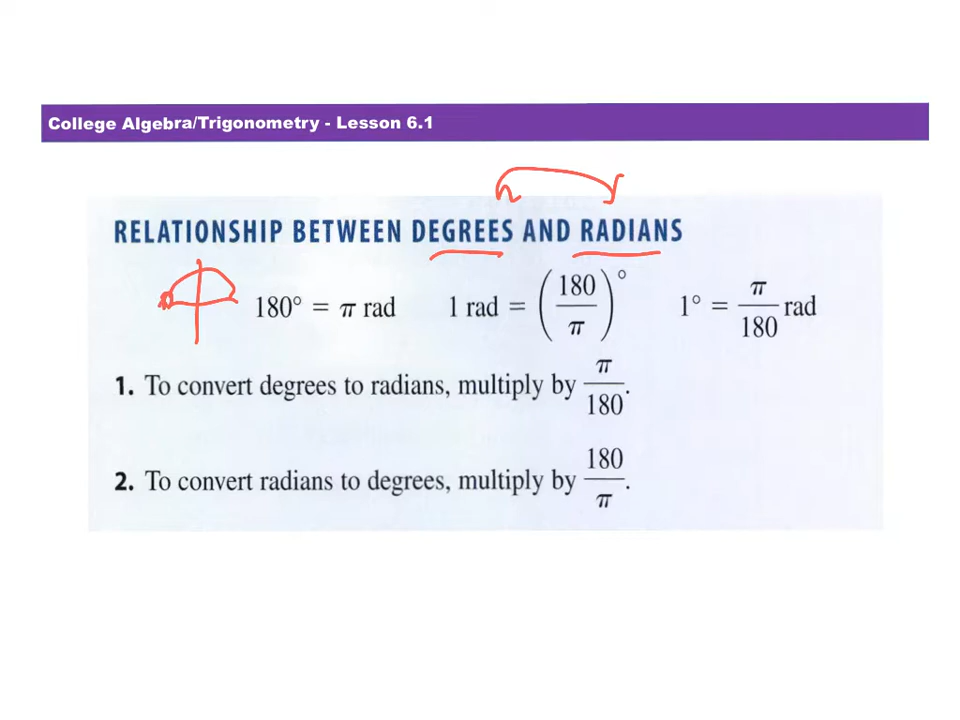 College Algebra/Trigonometry - Lesson 6.1
RELATIONSHIP BETWEEN DEGREES AND RADIANS
180° = π rad 1 rad = (180/π)° 1° = π/180 rad
1. To convert degrees to radians, multiply by π/180.
2. To convert radians to degrees, multiply by 180/π.